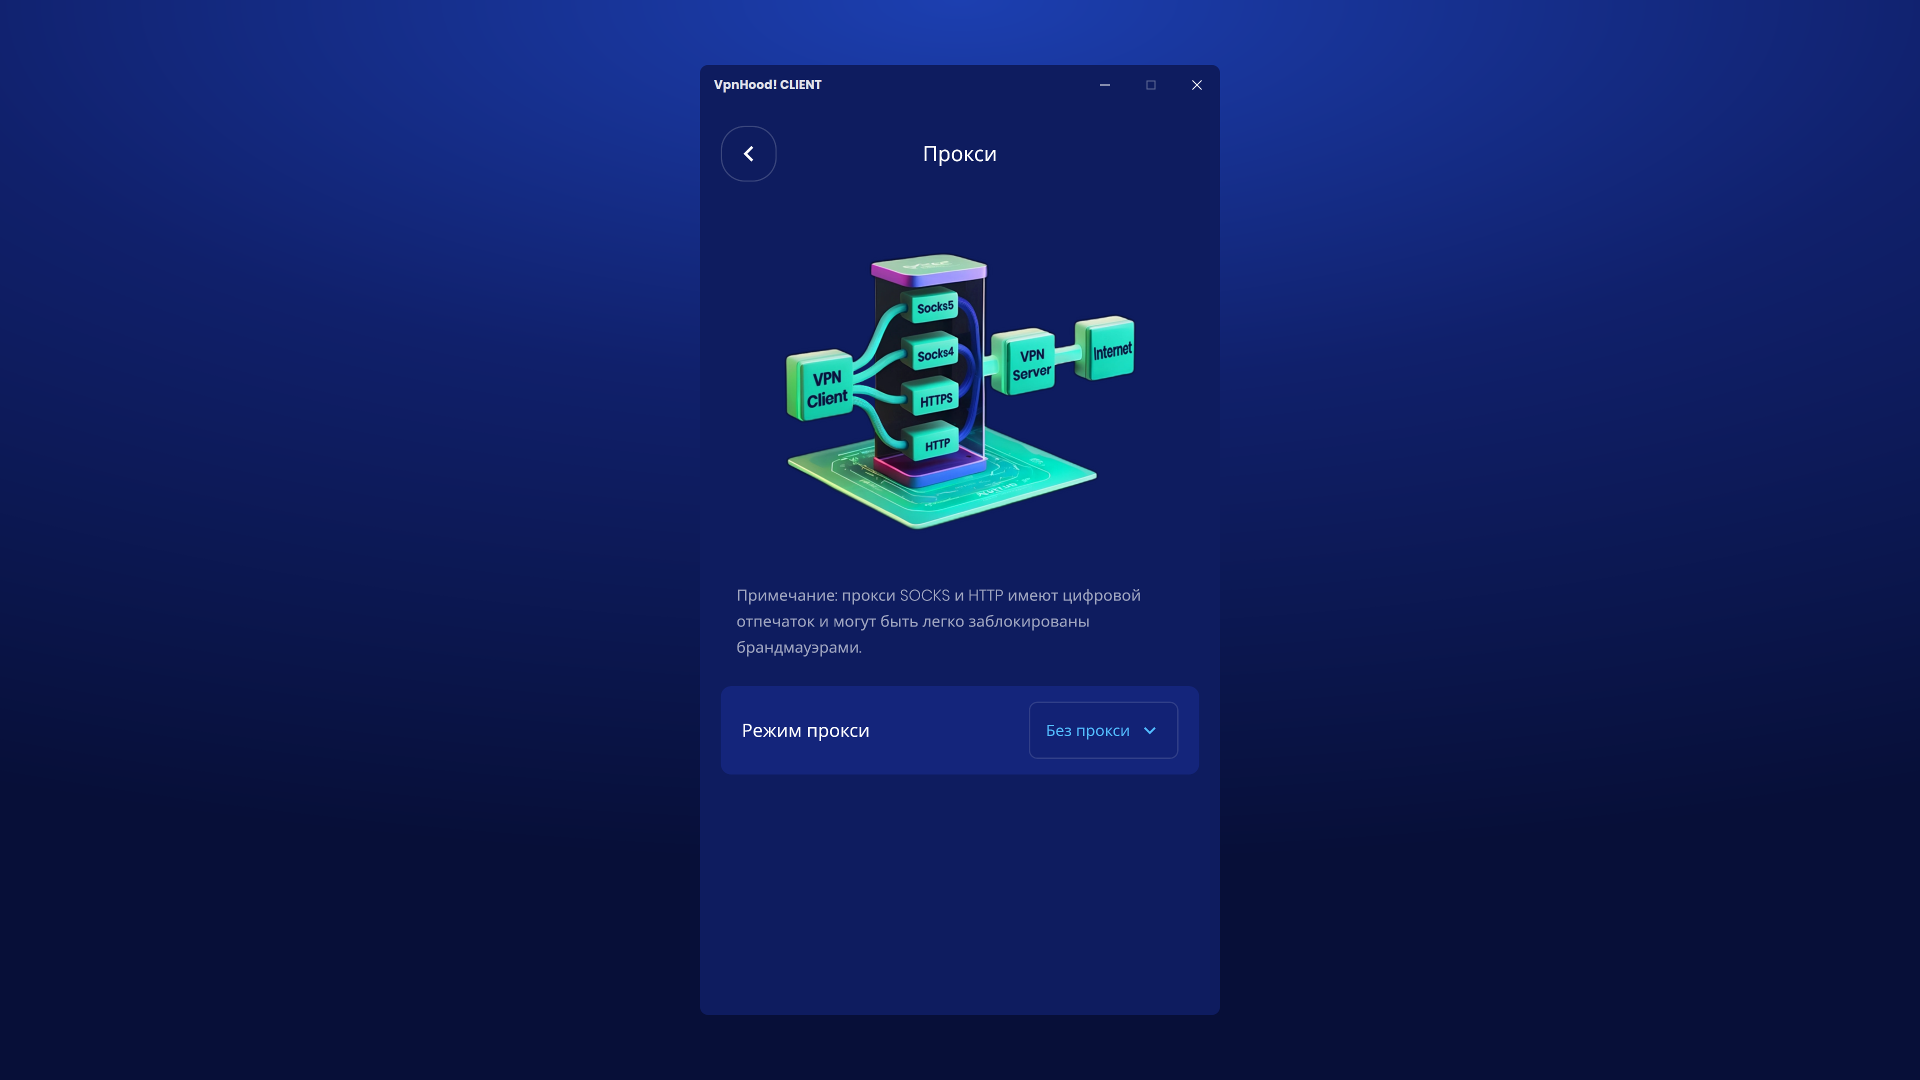 VpnHood! CLIENT
Прокси
Socks5
Socks4
HTTPS
HTTP
VPN
Client
VPN
Server
Internet
Примечание: прокси SOCKS и HTTP имеют цифровой
отпечаток и могут быть легко заблокированы
брандмауэрами.
Режим прокси
Без прокси